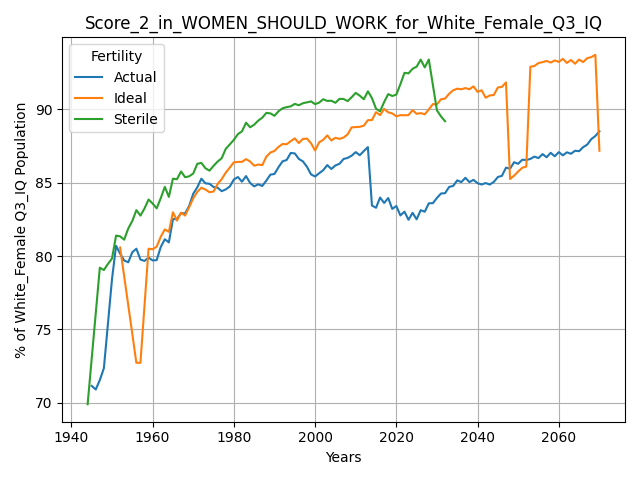 Score_2_in_WOMEN_SHOULD_WORK_for_White_Female_Q3_IQ
Fertility
Actual
Ideal
Sterile
% of White_Female Q3_IQ Population
90
85
80
75
70
1940
1960
1980
2000
2020
2040
2060
Years